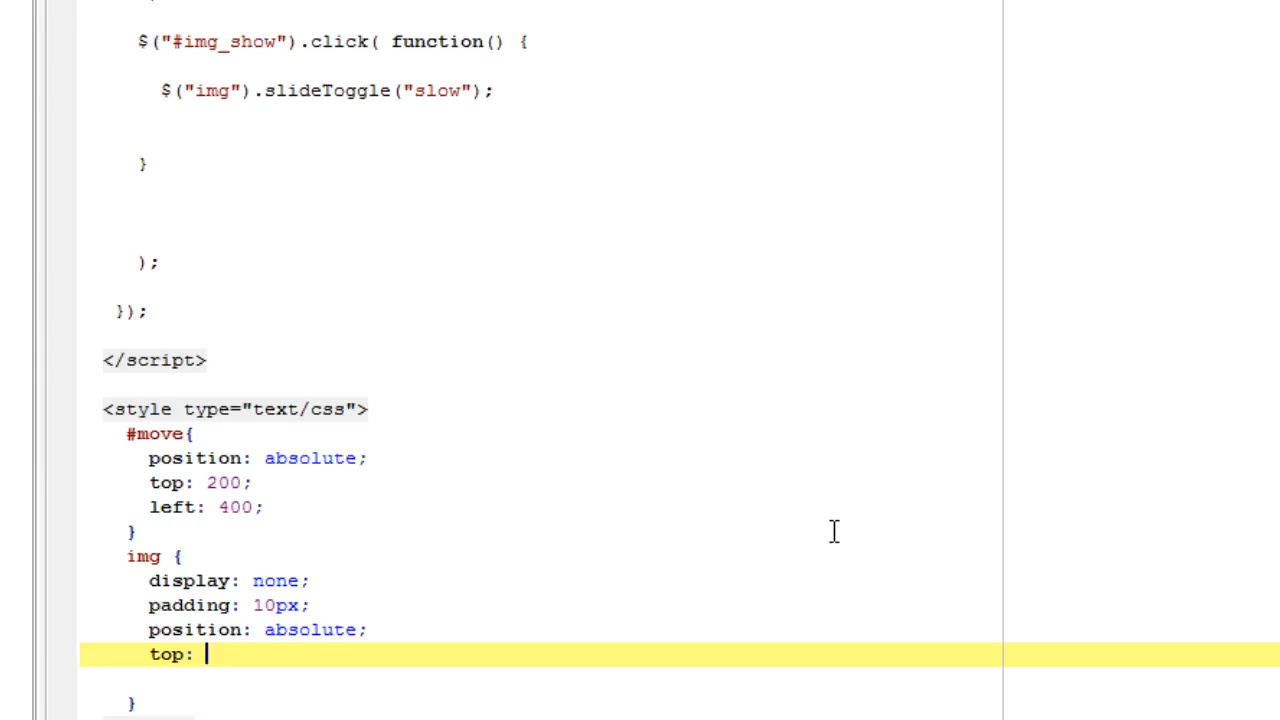 $("#img_show").click( function() {
$("img").slideToggle("slow");
}
);
});
</script>
<style type="text/css">
#move{
position: absolute;
top: 200;
left: 400;
}
img {
display: none;
padding: 10px;
position: absolute;
top:
}